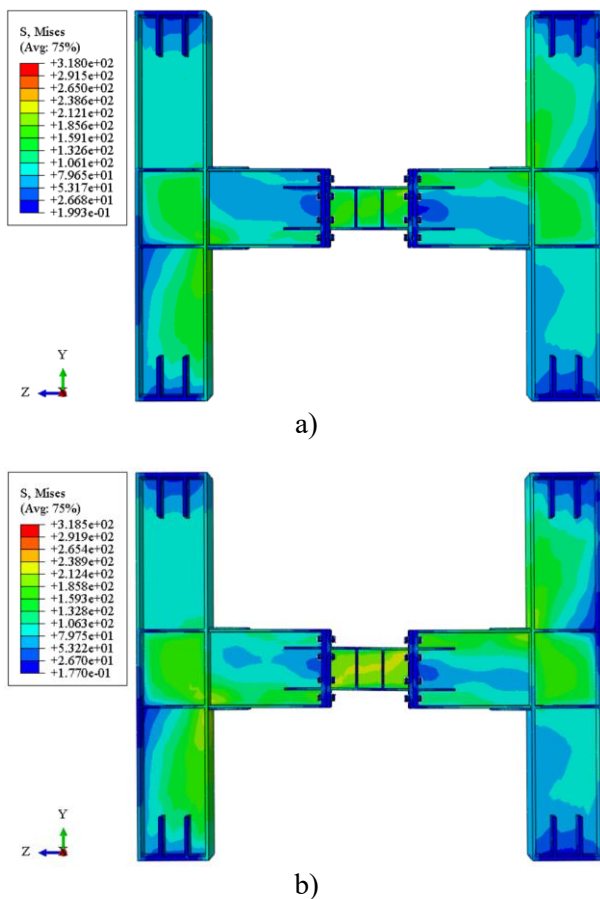 S, Mises
(Avg: 75%)
+3.180e+02
+2.915e+02
+2.650e+02
+2.386e+02
+2.121e+02
+1.856e+02
+1.591e+02
+1.326e+02
+1.061e+02
+7.965e+01
+5.317e+01
+2.668e+01
+1.993e-01
Y
Z
a)
S, Mises
(Avg: 75%)
+3.185e+02
+2.919e+02
+2.654e+02
+2.389e+02
+2.124e+02
+1.858e+02
+1.593e+02
+1.328e+02
+1.063e+02
+7.975e+01
+5.322e+01
+2.670e+01
+1.770e-01
Y
Z
b)